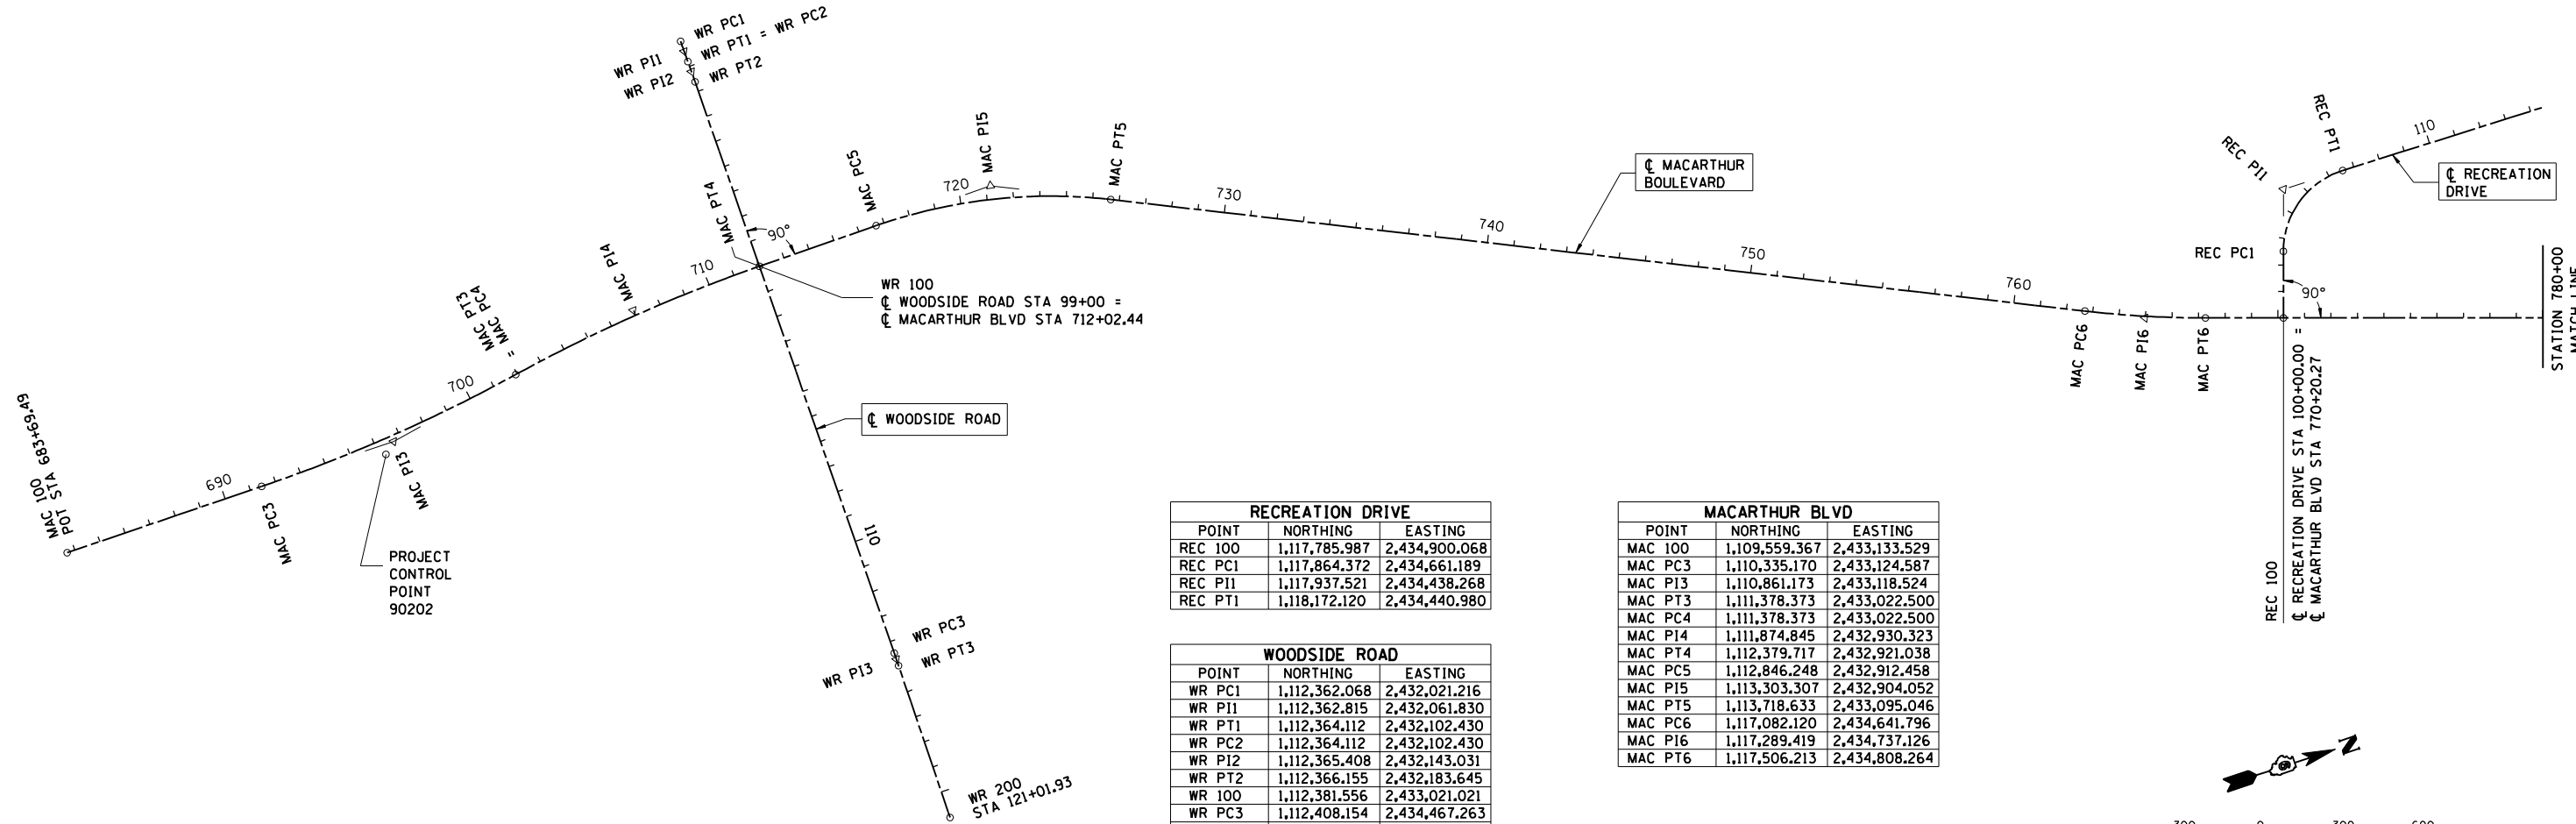 WR PC1
WR PT1 = WR PC2
WR PI1
WR PI2
WR PT2
MAC PT4
90°
MAC PC5
720
MAC PI5
MAC PT5
730
740
750
760
₵ MACARTHUR
BOULEVARD
REC PI1
REC PT1
110
₵ RECREATION
DRIVE
REC PC1
90°
STATION 780+00
MATCH LINE
MAC PC6
MAC PI6
MAC PT6
REC 100
₵ RECREATION DRIVE STA 100+00.00 =
₵ MACARTHUR BLVD STA 770+20.27
WR 100
₵ WOODSIDE ROAD STA 99+00 =
₵ MACARTHUR BLVD STA 712+02.44
710
MAC PI4
MAC PT3
= MAC PC4
700
690
MAC 100
POT STA 683+69.49
MAC PC3
MAC PI3
PROJECT
CONTROL
POINT
90202
₵ WOODSIDE ROAD
110
WR PC3
WR PT3
WR PI3
WR 200
STA 121+01.93
RECREATION DRIVE
POINT NORTHING EASTING
REC 100 1,117,785.987 2,434,900.068
REC PC1 1,117,864.372 2,434,661.189
REC PI1 1,117,937.521 2,434,438.268
REC PT1 1,118,172.120 2,434,440.980
WOODSIDE ROAD
POINT NORTHING EASTING
WR PC1 1,112,362.068 2,432,021.216
WR PI1 1,112,362.815 2,432,061.830
WR PT1 1,112,364.112 2,432,102.430
WR PC2 1,112,364.112 2,432,102.430
WR PI2 1,112,365.408 2,432,143.031
WR PT2 1,112,366.155 2,432,183.645
WR 100 1,112,381.556 2,433,021.021
WR PC3 1,112,408.154 2,434,467.263
MACARTHUR BLVD
POINT NORTHING EASTING
MAC 100 1,109,559.367 2,433,133.529
MAC PC3 1,110,335.170 2,433,124.587
MAC PI3 1,110,861.173 2,433,118.524
MAC PT3 1,111,378.373 2,433,022.500
MAC PC4 1,111,378.373 2,433,022.500
MAC PI4 1,111,874.845 2,432,930.323
MAC PT4 1,112,379.717 2,432,921.038
MAC PC5 1,112,846.248 2,432,912.458
MAC PI5 1,113,303.307 2,432,904.052
MAC PT5 1,113,718.633 2,433,095.046
MAC PC6 1,117,082.120 2,434,641.796
MAC PI6 1,117,289.419 2,434,737.126
MAC PT6 1,117,506.213 2,434,808.264
N
300 0 300 600